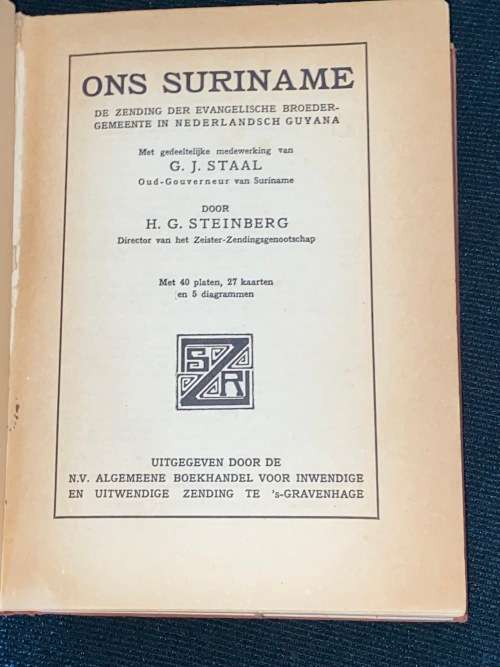 ONS SURINAME
DE ZENDING DER EVANGELISCHE BROEDER-
GEMEENTE IN NEDERLANDSCH GUYANA
Met gedeeltelijke medewerking van
G. J. STAAL
Oud-Gouverneur van Suriname
DOOR
H. G. STEINBERG
Director van het Zeister-Zendingsgenootschap
Met 40 platen, 27 kaarten
en 5 diagrammen
SZR
UITGEGEVEN DOOR DE
N.V. ALGEMEENE BOEKHANDEL VOOR INWENDIGE
EN UITWENDIGE ZENDING TE 's-GRAVENHAGE